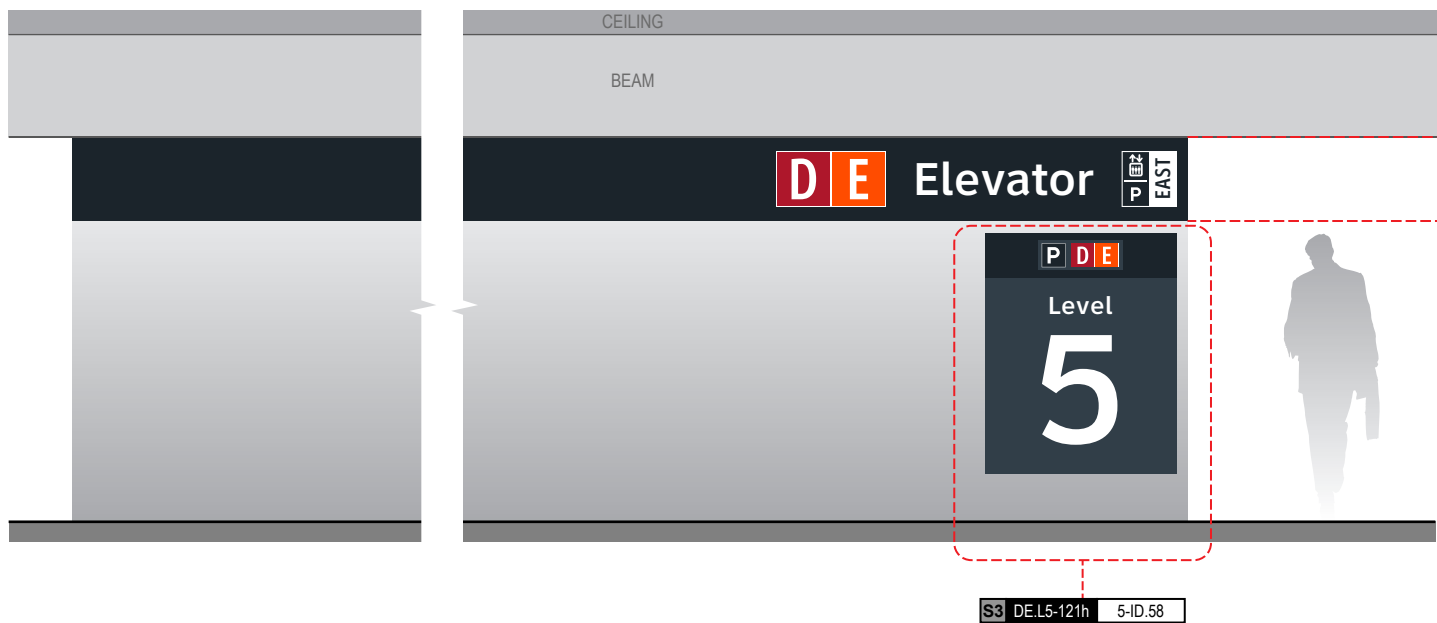 CEILING
BEAM
D E Elevator P EAST
P D E
Level
5
S3 DE.L5-121h 5-ID.58